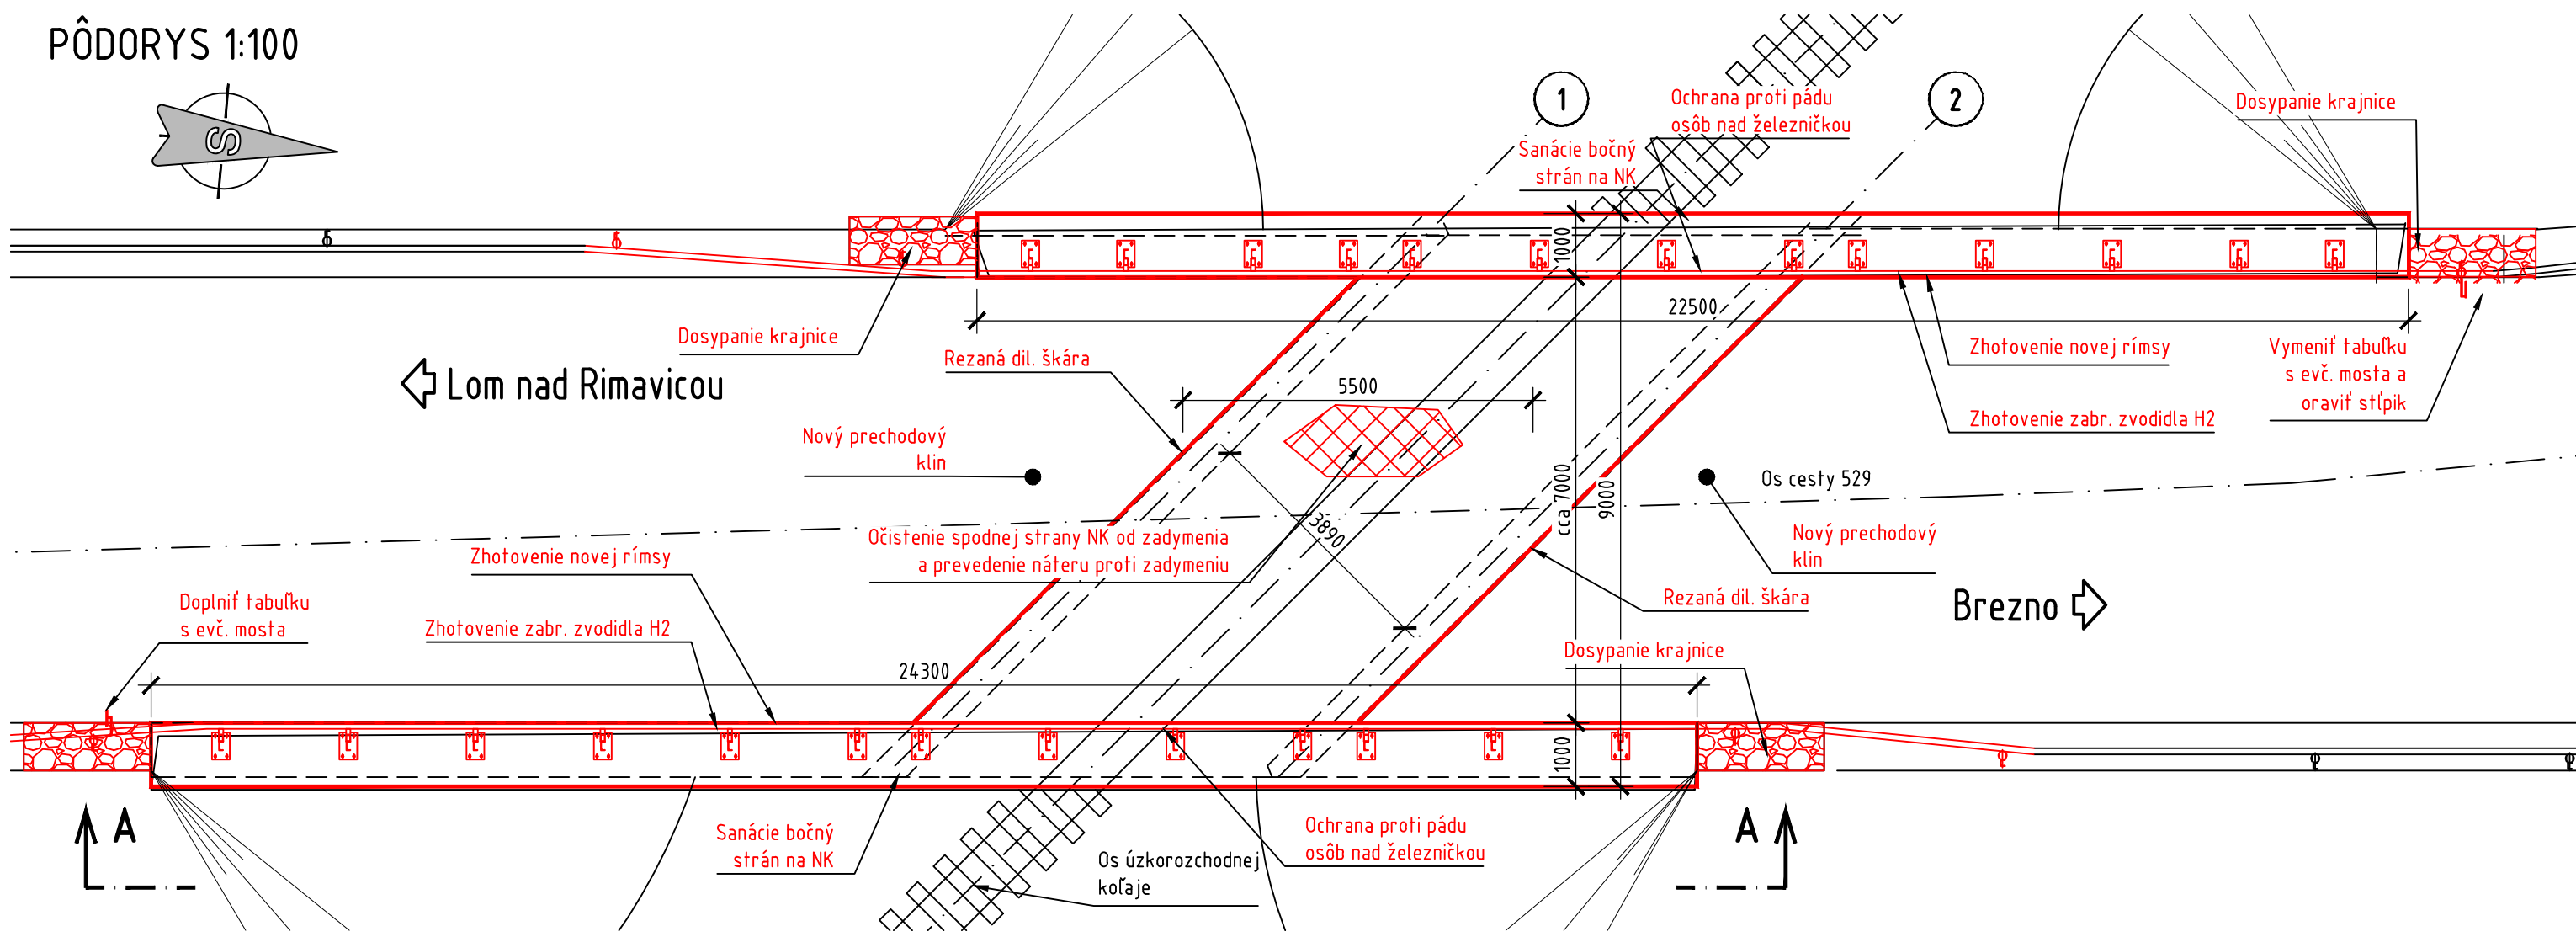 PÔDORYS 1:100
S
1
2
Ochrana proti pádu
osôb nad železničkou
Sanácie bočný
strán na NK
Dosypanie krajnice
1000
22500
Dosypanie krajnice
Rezaná dil. škára
Zhotovenie novej rímsy
Vymeniť tabuľku
s evč. mosta a
oraviť stĺpik
Lom nad Rimavicou
5500
Zhotovenie zabr. zvodidla H2
Nový prechodový
klin
Os cesty 529
cca 7000
9000
3890
Očistenie spodnej strany NK od zadymenia
a prevedenie náteru proti zadymeniu
Nový prechodový
klin
Zhotovenie novej rímsy
Doplniť tabuľku
s evč. mosta
Zhotovenie zabr. zvodidla H2
Rezaná dil. škára
Brezno
Dosypanie krajnice
24300
1000
A
Sanácie bočný
strán na NK
Os úzkorozchodnej
koľaje
Ochrana proti pádu
osôb nad železničkou
A